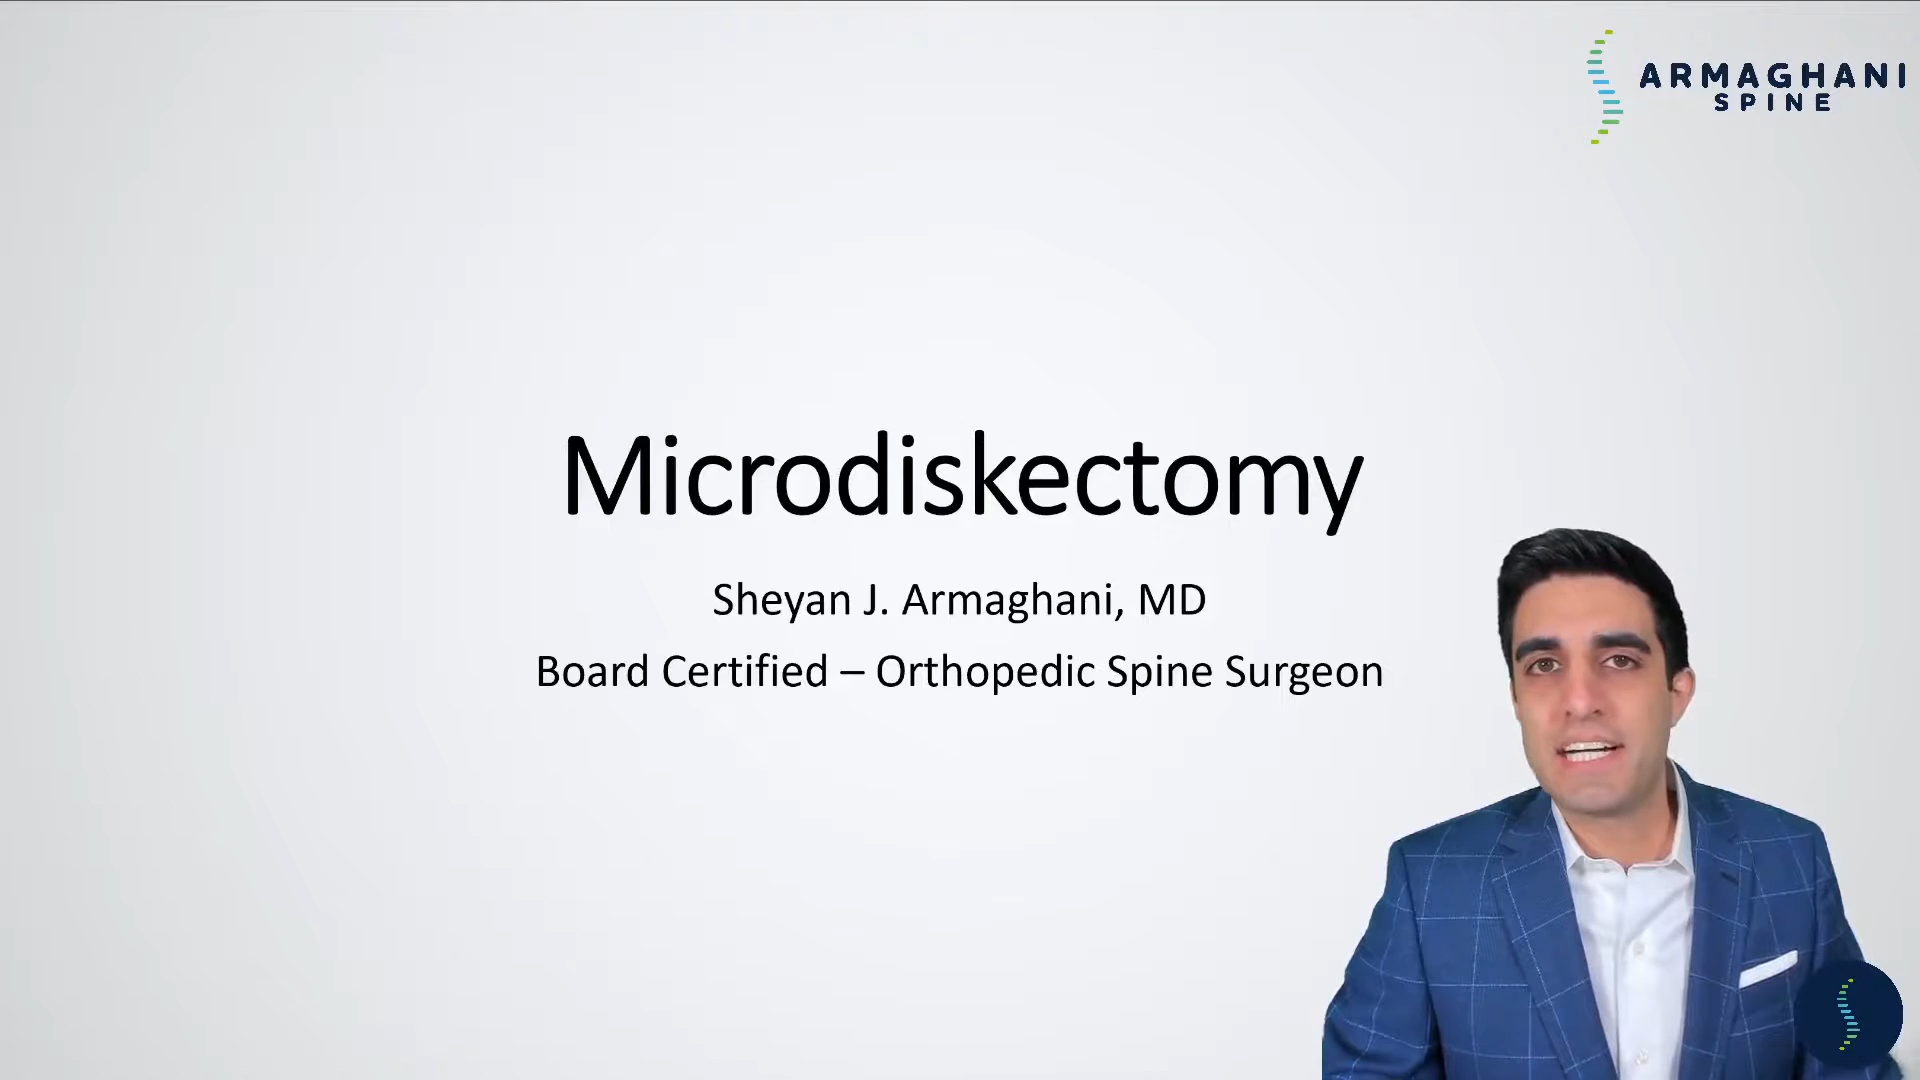 ARMAGHANI
SPINE
Microdiskectomy
Sheyan J. Armaghani, MD
Board Certified – Orthopedic Spine Surgeon